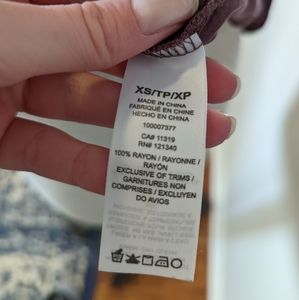 XS/TP/XP
MADE IN CHINA
FABRIQUÉ EN CHINE
HECHO EN CHINA
100007377
CA# 11319
RN# 121340
100% RAYON / RAYONNE /
RAYÓN
EXCLUSIVE OF TRIMS /
GARNITURES NON
COMPRISES / EXCLUYEN
DO AVIOS